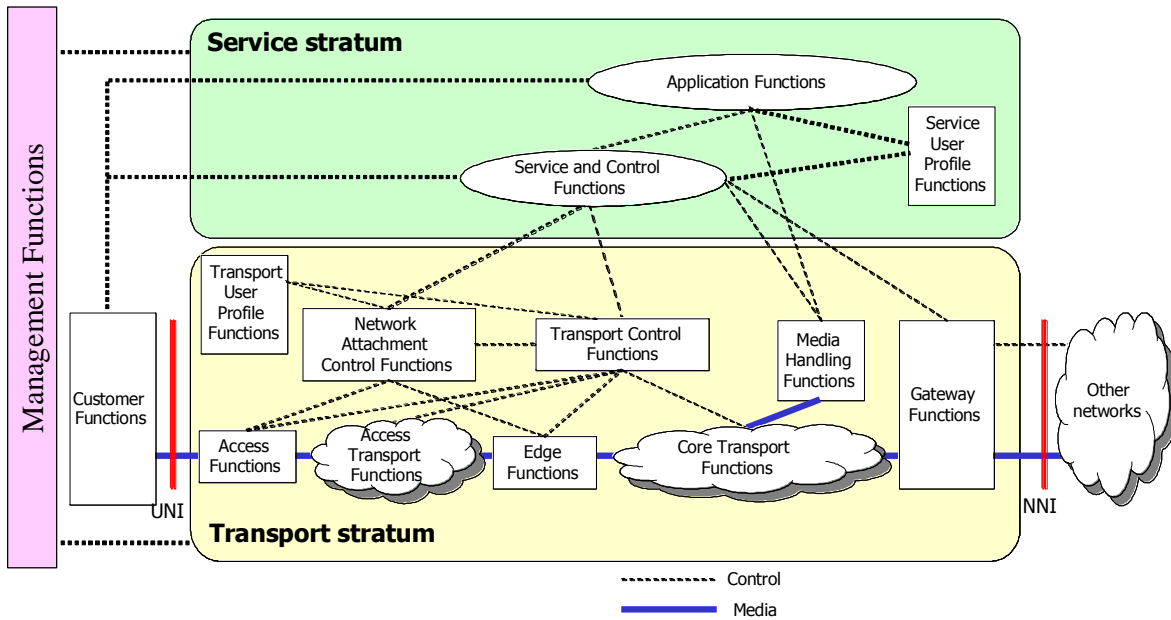 Management Functions
Service stratum
Application Functions
Service
User
Profile
Functions
Service and Control
Functions
Transport
User
Profile
Functions
Network
Attachment
Control Functions
Transport Control
Functions
Media
Handling
Functions
Customer
Functions
Gateway
Functions
Other
networks
Access
Functions
Access
Transport
Functions
Edge
Functions
Core Transport
Functions
UNI
NNI
Transport stratum
Control
Media